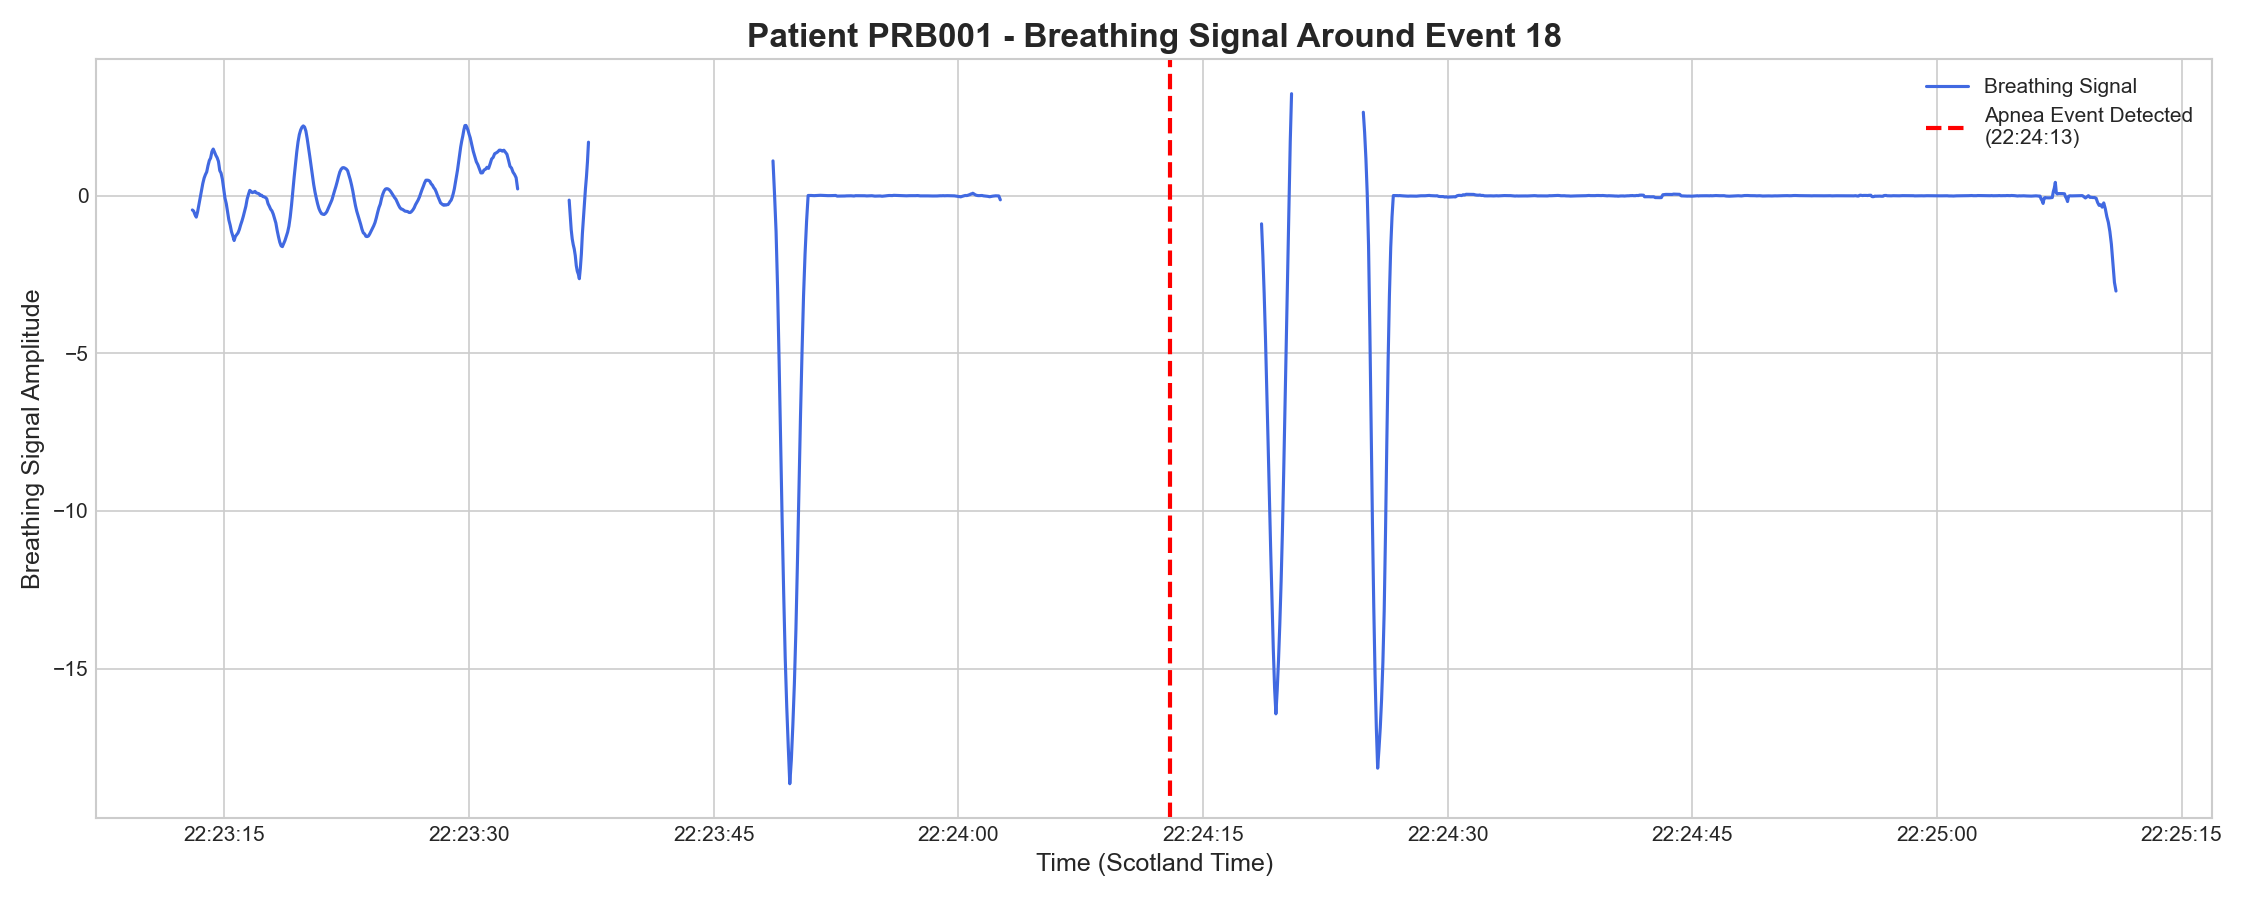 Patient PRB001 - Breathing Signal Around Event 18
Breathing Signal
Apnea Event Detected
(22:24:13)
Breathing Signal Amplitude
0
−5
−10
−15
22:23:15
22:23:30
22:23:45
22:24:00
22:24:15
22:24:30
22:24:45
22:25:00
22:25:15
Time (Scotland Time)